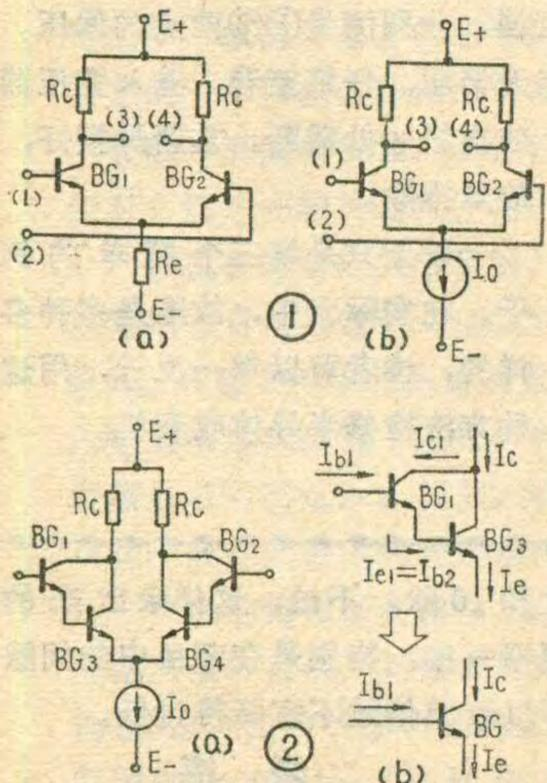 E+
Rc Rc
(3) (4)
(1) BG1 BG2
(2)
Re
E-
(a)
E+
Rc Rc
(3) (4)
(1) BG1 BG2
(2)
I0
E-
(b)
①
E+
Rc Rc
BG1 BG2
BG3 BG4
I0
E-
(a)
Ic1
Ib1 Ic
BG1
BG3
Ie1=Ib2
Ie
Ib1 Ic
BG
Ie
(b)
②